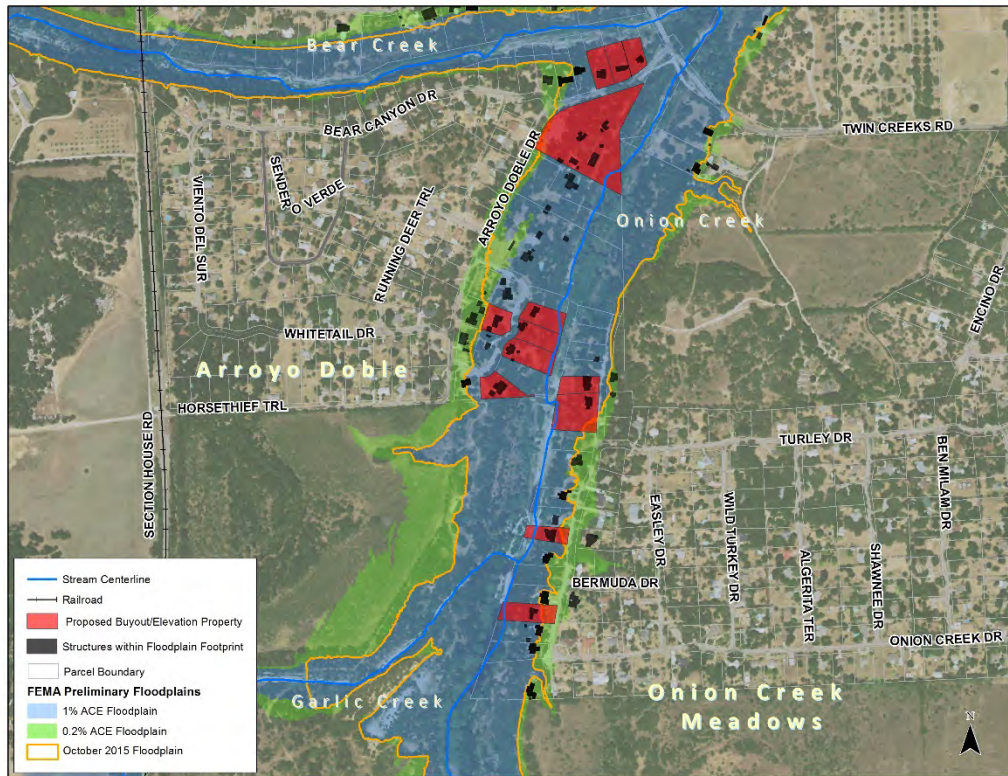 Bear Creek
BEAR CANYON DR
TWIN CREEKS RD
SENDER
O VERDE
VIENTO DEL SUR
RUNNING DEER TRL
ARROYO DOBLE DR
Onion Creek
ENCINO DR
WHITETAIL DR
Arroyo Doble
HORSETHIEF TRL
SECTION HOUSE RD
TURLEY DR
BEN MILAM DR
EASLEY DR
WILD TURKEY DR
ALGERITA TER
SHAWNEE DR
BERMUDA DR
ONION CREEK DR
Garlic Creek
Onion Creek
Meadows
Stream Centerline
Railroad
Proposed Buyout/Elevation Property
Structures within Floodplain Footprint
Parcel Boundary
FEMA Preliminary Floodplains
1% ACE Floodplain
0.2% ACE Floodplain
October 2015 Floodplain
N